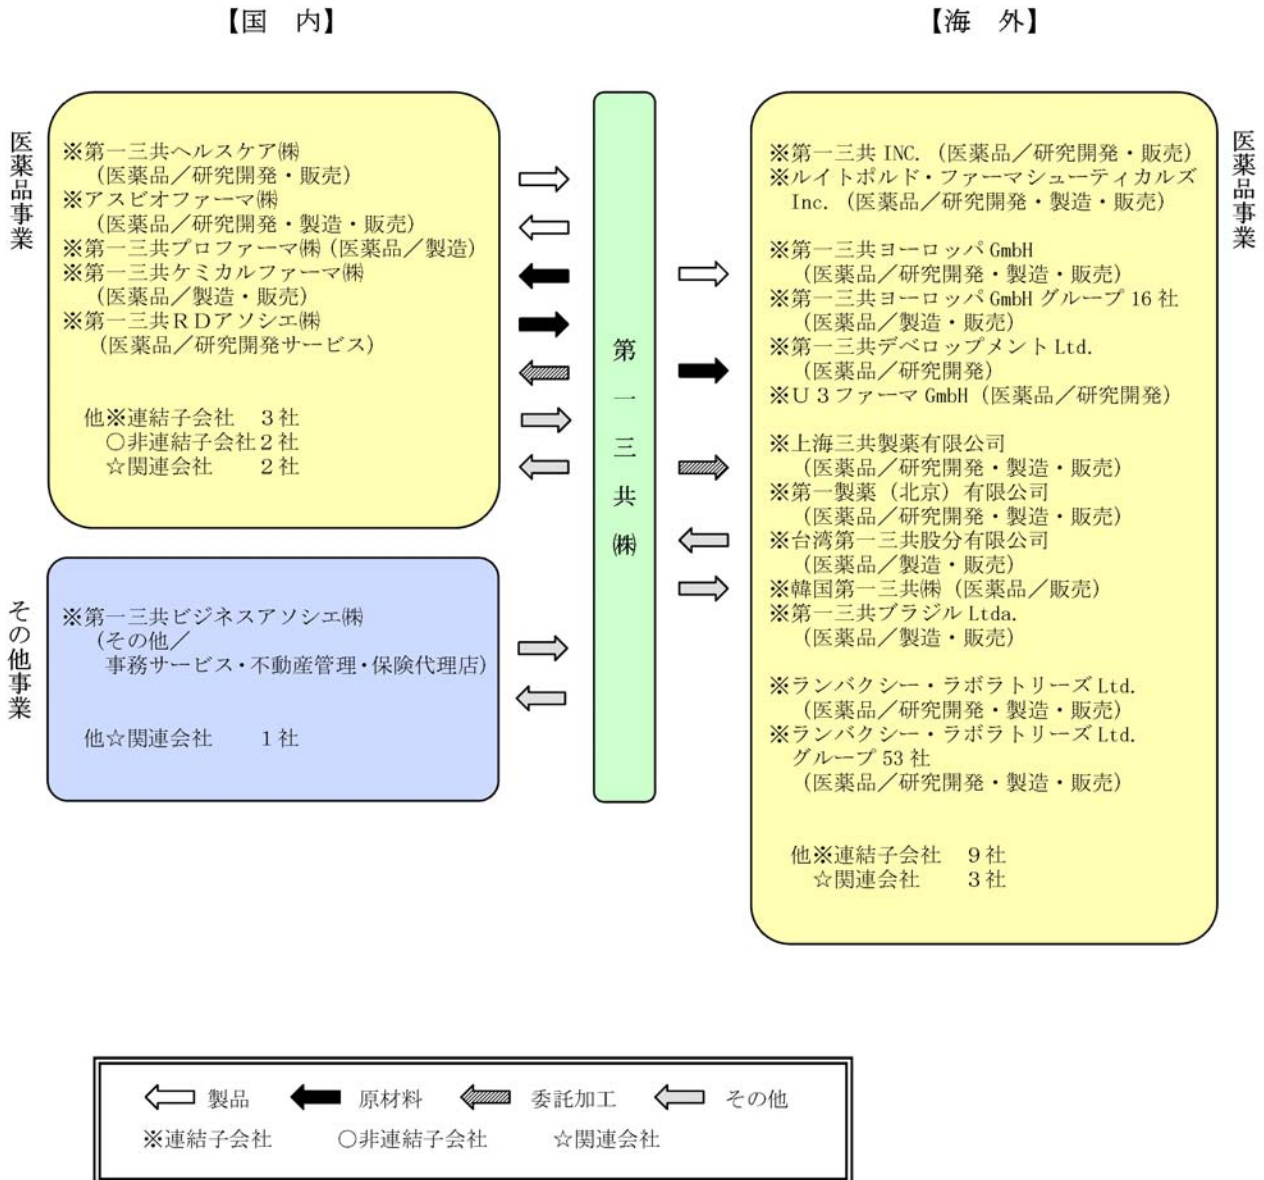 【国　内】
【海　外】
医薬品事業
※第一三共ヘルスケア㈱
(医薬品／研究開発・販売)
※アスビオファーマ㈱
(医薬品／研究開発・製造・販売)
※第一三共プロファーマ㈱ (医薬品／製造)
※第一三共ケミカルファーマ㈱
(医薬品／製造・販売)
※第一三共ＲＤアソシエ㈱
(医薬品／研究開発サービス)
他※連結子会社　３社
○非連結子会社２社
☆関連会社　２社
その他事業
※第一三共ビジネスアソシエ㈱
(その他／
事務サービス・不動産管理・保険代理店)
他☆関連会社　１社
第一三共㈱
医薬品事業
※第一三共 INC. (医薬品／研究開発・販売)
※ルイトポルド・ファーマシューティカルズ
Inc. (医薬品／研究開発・製造・販売)
※第一三共ヨーロッパ GmbH
(医薬品／研究開発・製造・販売)
※第一三共ヨーロッパ GmbH グループ 16 社
(医薬品／製造・販売)
※第一三共デベロップメント Ltd.
(医薬品／研究開発)
※Ｕ３ファーマ GmbH (医薬品／研究開発)
※上海三共製薬有限公司
(医薬品／研究開発・製造・販売)
※第一製薬（北京）有限公司
(医薬品／研究開発・製造・販売)
※台湾第一三共股分有限公司
(医薬品／製造・販売)
※韓国第一三共㈱ (医薬品／販売)
※第一三共ブラジル Ltda.
(医薬品／製造・販売)
※ランバクシー・ラボラトリーズ Ltd.
(医薬品／研究開発・製造・販売)
※ランバクシー・ラボラトリーズ Ltd.
グループ 53 社
(医薬品／研究開発・製造・販売)
他※連結子会社　９社
☆関連会社　３社
製品　原材料　委託加工　その他
※連結子会社　○非連結子会社　☆関連会社